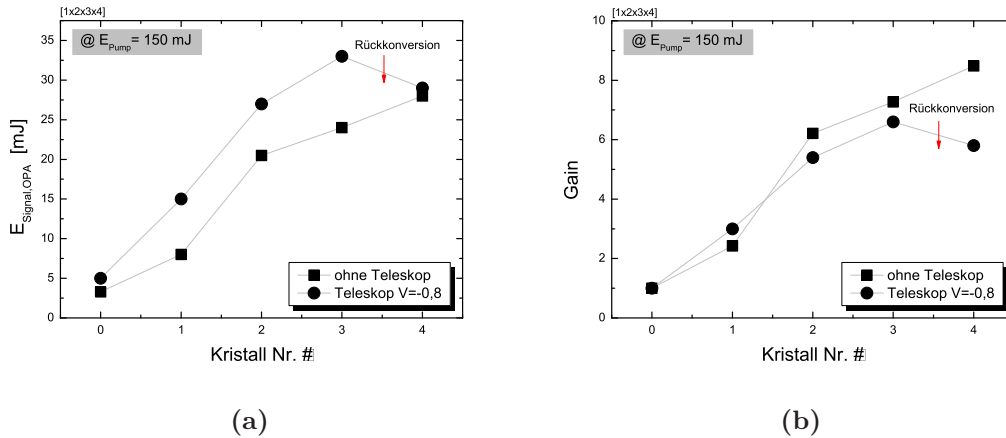 [1x2x3x4]
@ E_Pump = 150 mJ
Rückkonversion
35
30
25
20
15
10
5
0
E_Signal,OPA [mJ]
ohne Teleskop
Teleskop V=-0,8
0 1 2 3 4
Kristall Nr. #
(a)
[1x2x3x4]
@ E_Pump = 150 mJ
Rückkonversion
10
8
6
4
2
0
Gain
ohne Teleskop
Teleskop V=-0,8
0 1 2 3 4
Kristall Nr. #
(b)